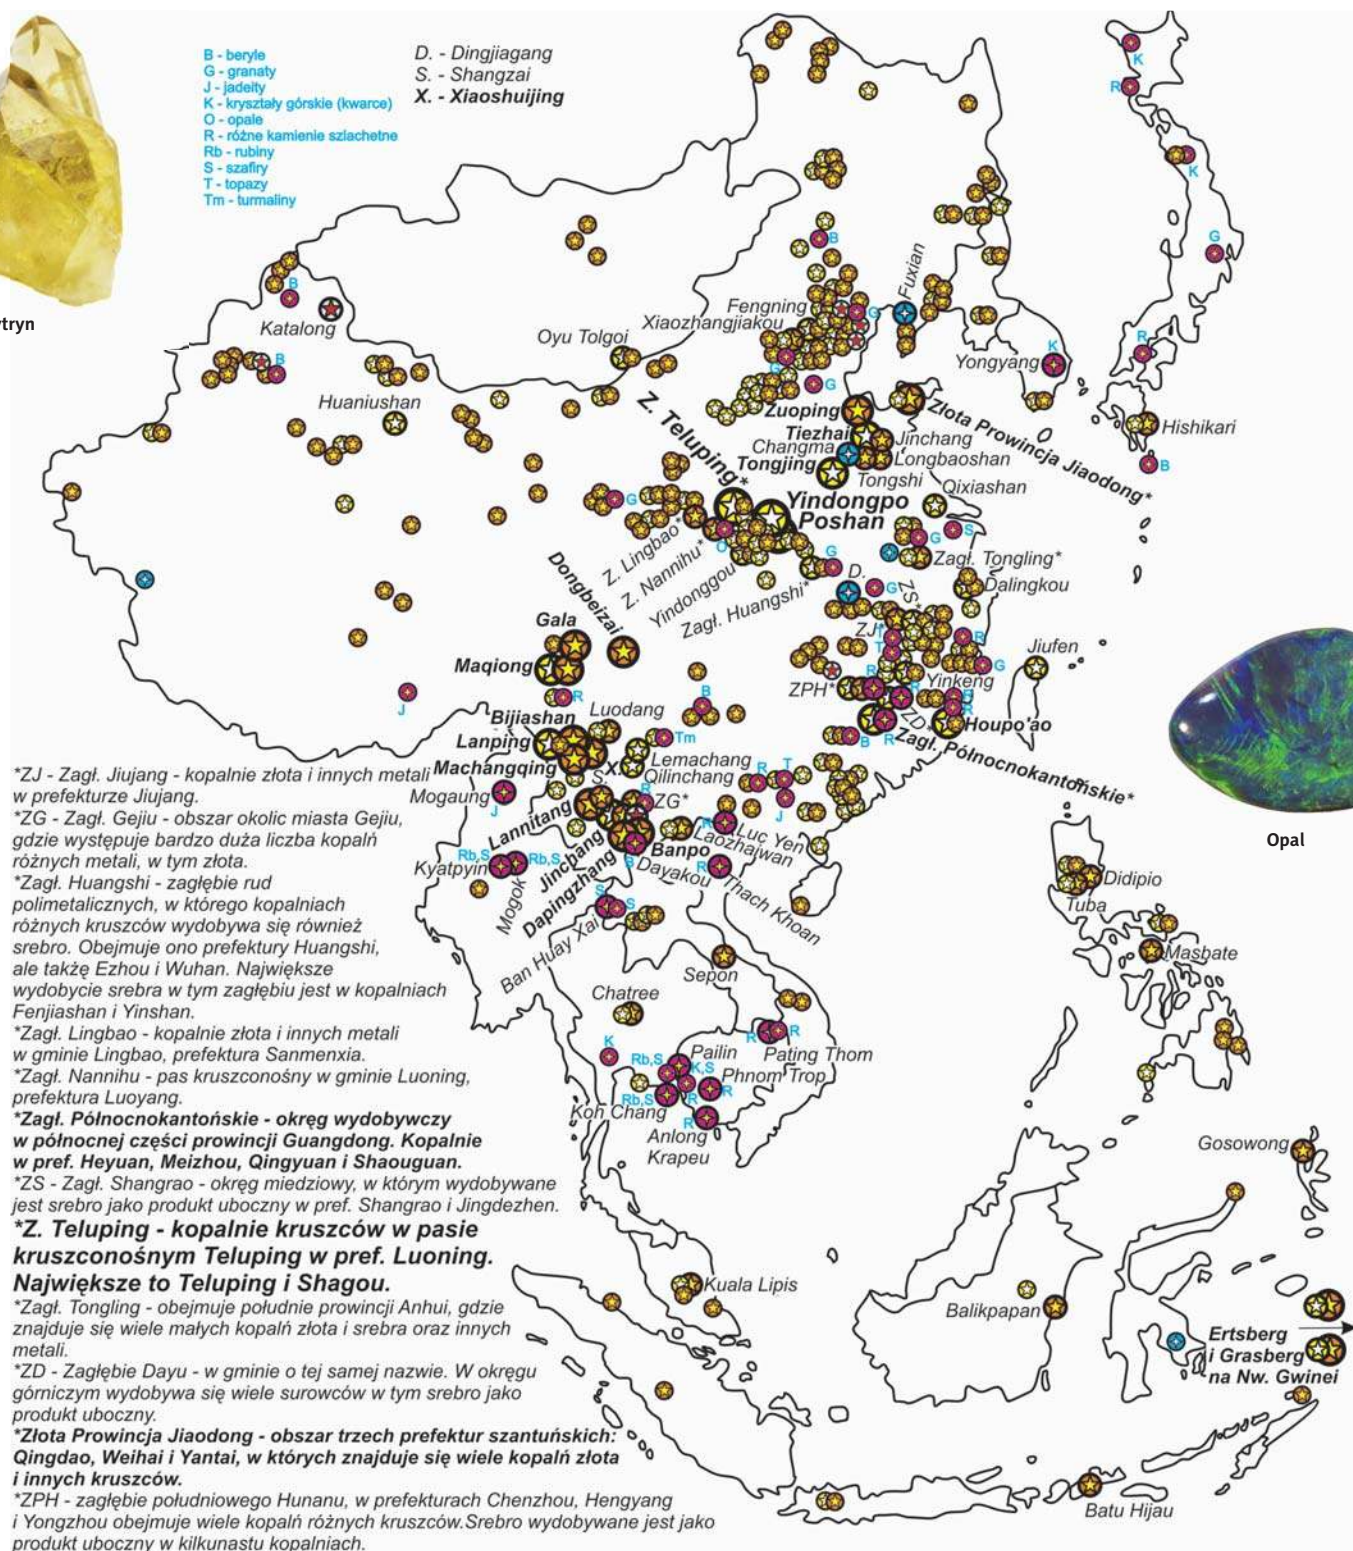 B - beryle
G - granaty
J - jadeity
K - kryształy górskie (kwarce)
O - opale
R - różne kamienie szlachetne
Rb - rubiny
S - szafiry
T - topazy
Tm - turmaliny
D. - Dingjiagang
S. - Shangzai
X. - Xiaoshuijing
tryn
K
R
K
G
B
Fuxian
B
Katalong
Fengning
G
Xiaozhangjiakou
Oyu Tolgoi
R
K
Yongyang
B
G
G
Huaniushan
Z. Teluping*
Zuoping
Złota Prowincja Jiaodong*
Hishikari
Tiezhai
Jinchang
Changma
Longbaoshan
Tongjing
Tongshi
B
Qixiashan
G
Yindongpo
Poshan
Z. Lingbao*
O
S
G
Z. Nannihu*
Dongbeizai
Yindonggou
G
D.
Zagł. Tongling*
Zagł. Huangshi*
G
ZS*
Dalingkou
Gala
ZJ*
T
T
R
Jiufen
Maqiong
R
G
ZPH*
Yinkeng
J
R
B
R
R
R
Bijiashan
Luodang
ZD*
Houpo'ao
Lanping
Tm
B
R
Zagł. Północnokantońskie*
Machangqing
S.
X.
Lemachang
Qilinchang
R
T
Mogaung
J
R
ZG*
J
Lannitang
R
Luc Yen
Laozhaiwan
Opal
Kyatpyin
Rb,S
Rb,S
Jinchang
Banpo
B
Dayakou
R
Thach Khoan
Mogok
Dapingzhang
Didipio
Tuba
S
S
Ban Huay Xai
Sepon
Masbate
Chatree
K
R
R
Pating Thom
Rb,S
Pailin
K,S
Phnom Trop
Rb,S
R
R
Koh Chang
R
Anlong
Krapeu
Gosowong
Kuala Lipis
Balikpapan
Ertsberg
i Grasberg
na Nw. Gwinei
Batu Hijau
*ZJ - Zagł. Jiujang - kopalnie złota i innych metali
w prefekturze Jiujang.
*ZG - Zagł. Gejiu - obszar okolic miasta Gejiu,
gdzie występuje bardzo duża liczba kopalń
różnych metali, w tym złota.
*Zagł. Huangshi - zagłębie rud
polimetalicznych, w którego kopalniach
różnych kruszców wydobywa się również
srebro. Obejmuje ono prefektury Huangshi,
ale takżę Ezhou i Wuhan. Największe
wydobycie srebra w tym zagłębiu jest w kopalniach
Fenjiashan i Yinshan.
*Zagł. Lingbao - kopalnie złota i innych metali
w gminie Lingbao, prefektura Sanmenxia.
*Zagł. Nannihu - pas kruszconośny w gminie Luoning,
prefektura Luoyang.
*Zagł. Północnokantońskie - okręg wydobywczy
w północnej części prowincji Guangdong. Kopalnie
w pref. Heyuan, Meizhou, Qingyuan i Shaouguan.
*ZS - Zagł. Shangrao - okręg miedziowy, w którym wydobywane
jest srebro jako produkt uboczny w pref. Shangrao i Jingdezhen.
*Z. Teluping - kopalnie kruszców w pasie
kruszconośnym Teluping w pref. Luoning.
Największe to Teluping i Shagou.
*Zagł. Tongling - obejmuje południe prowincji Anhui, gdzie
znajduje się wiele małych kopalń złota i srebra oraz innych
metali.
*ZD - Zagłębie Dayu - w gminie o tej samej nazwie. W okręgu
górniczym wydobywa się wiele surowców w tym srebro jako
produkt uboczny.
*Złota Prowincja Jiaodong - obszar trzech prefektur szantuńskich:
Qingdao, Weihai i Yantai, w których znajduje się wiele kopalń złota
i innych kruszców.
*ZPH - zagłębie południowego Hunanu, w prefekturach Chenzhou, Hengyang
i Yongzhou obejmuje wiele kopalń różnych kruszców.Srebro wydobywane jest jako
produkt uboczny w kilkunastu kopalniach.